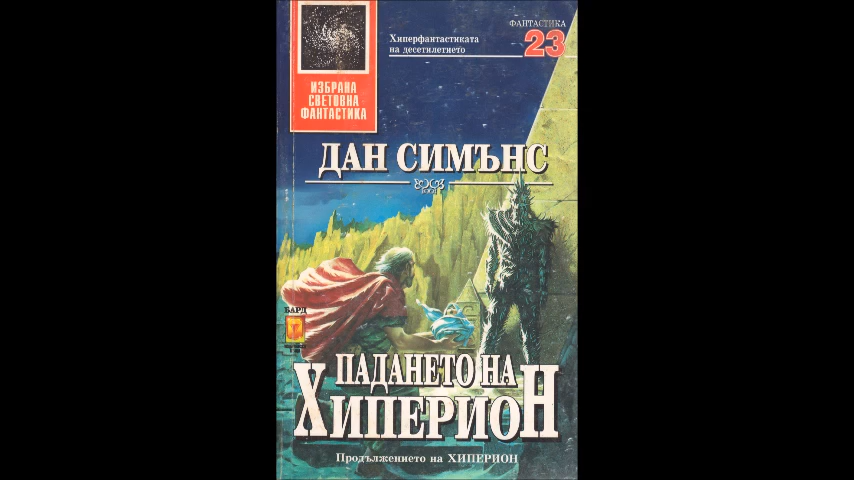 ФАНТАСТИКА
23
Хиперфантастиката
на десетилетието
ИЗБРАНА
СВЕТОВНА
ФАНТАСТИКА
ДАН СИМЪНС
БАРД
ПАДАНЕТО НА
ХИПЕРИОН
Продължението на ХИПЕРИОН